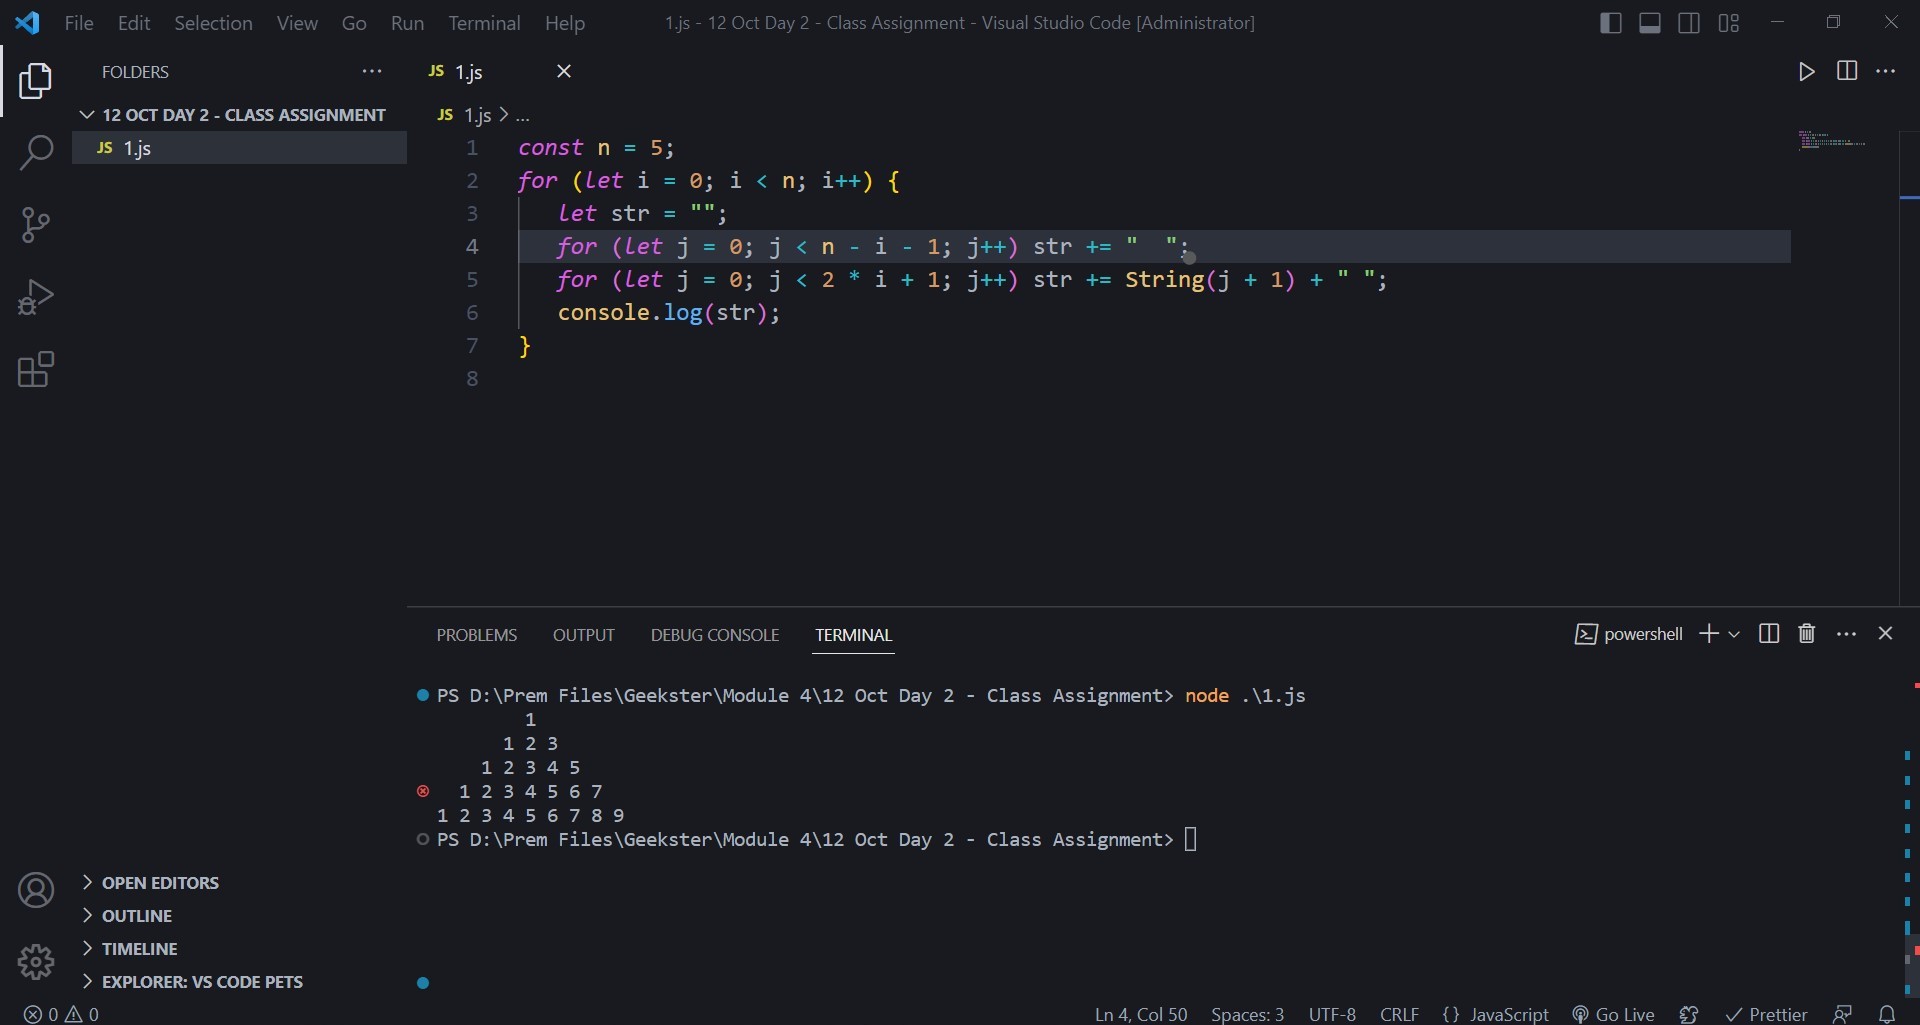 File Edit Selection View Go Run Terminal Help 1.js - 12 Oct Day 2 - Class Assignment - Visual Studio Code [Administrator]
FOLDERS
12 OCT DAY 2 - CLASS ASSIGNMENT
JS 1.js
JS 1.js
JS 1.js > ...
1 const n = 5;
2 for (let i = 0; i < n; i++) {
3    let str = "";
4    for (let j = 0; j < n - i - 1; j++) str += "  ";
5    for (let j = 0; j < 2 * i + 1; j++) str += String(j + 1) + " ";
6    console.log(str);
7 }
8
PROBLEMS OUTPUT DEBUG CONSOLE TERMINAL powershell
PS D:\Prem Files\Geekster\Module 4\12 Oct Day 2 - Class Assignment> node .\1.js
        1
      1 2 3
    1 2 3 4 5
  1 2 3 4 5 6 7
1 2 3 4 5 6 7 8 9
PS D:\Prem Files\Geekster\Module 4\12 Oct Day 2 - Class Assignment>
OPEN EDITORS
OUTLINE
TIMELINE
EXPLORER: VS CODE PETS
0 0 Ln 4, Col 50 Spaces: 3 UTF-8 CRLF {} JavaScript Go Live Prettier